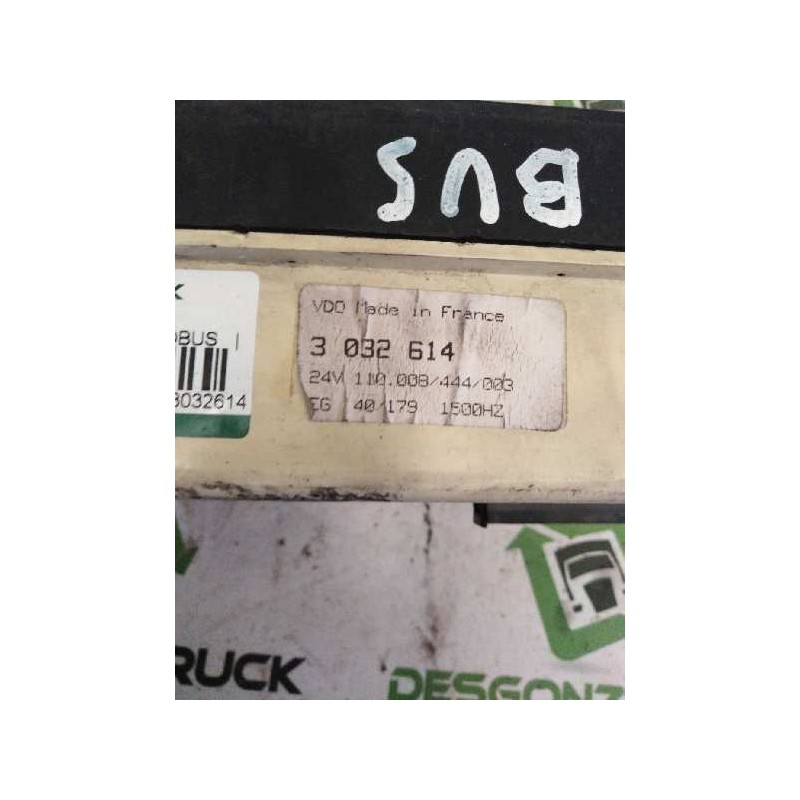 BUS
K
OBUS I
3032614
VDO Made in France
3 032 614
24V 110.008/444/003
EG 40/179 1500HZ
RUCK
DESGONZ